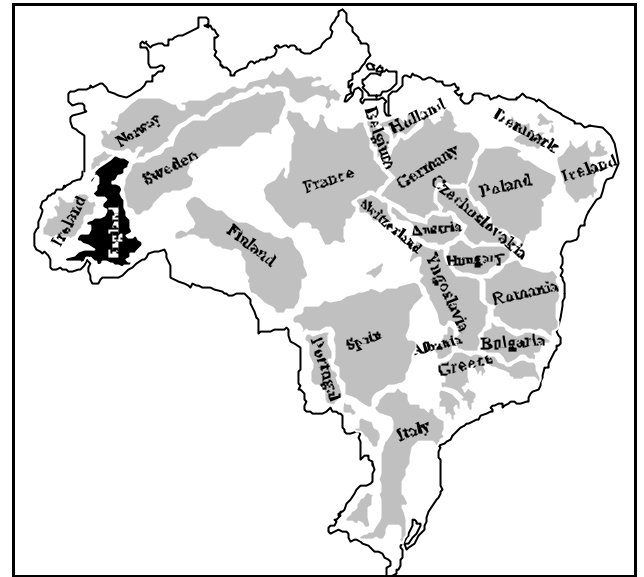 Norway
Sweden
Ireland
England
Finland
France
Belgium
Holland
Germany
Denmark
Ireland
Poland
Czechoslovakia
Switzerland
Austria
Hungary
Yugoslavia
Romania
Albania
Bulgaria
Greece
Spain
Portugal
Italy